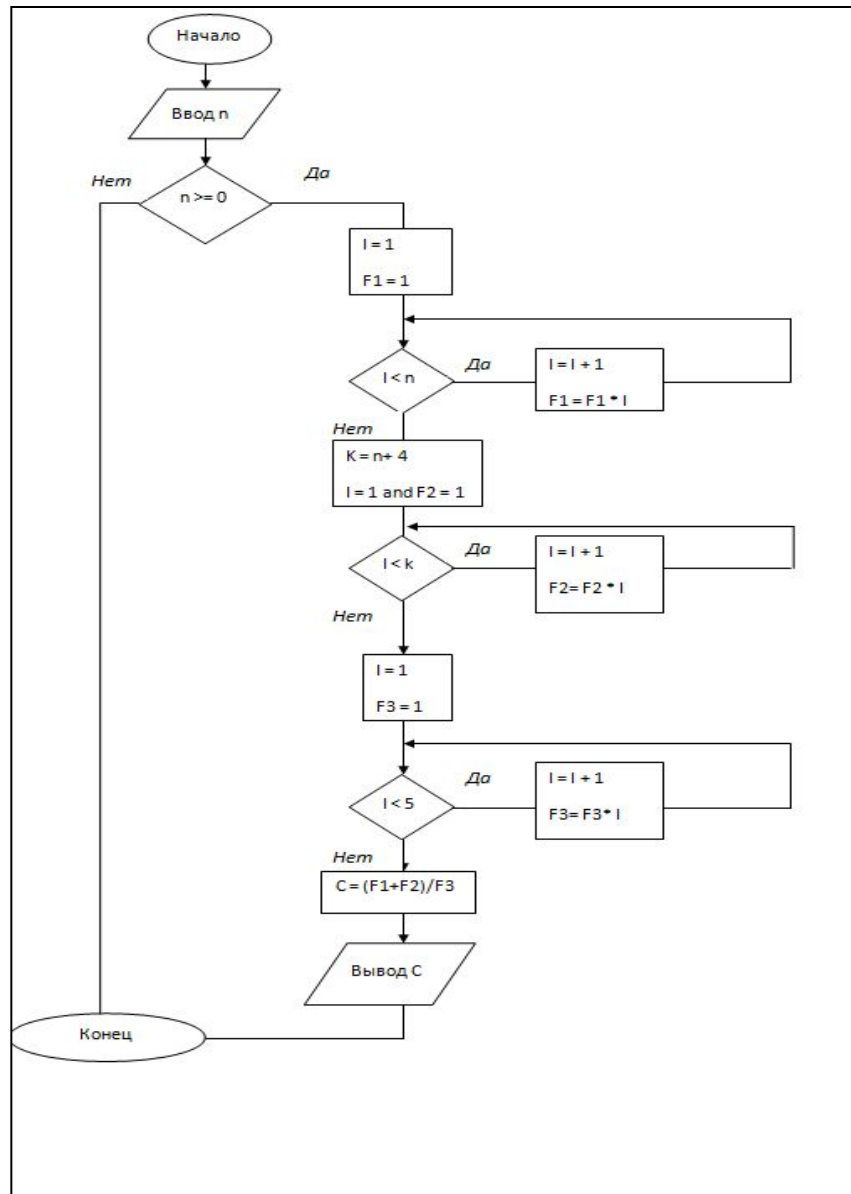 Начало
Ввод n
Нет
Да
n >= 0
I = 1
F1 = 1
I < n
Да
I = I + 1
F1 = F1 * I
Нет
K = n+ 4
I = 1 and F2 = 1
I < k
Да
I = I + 1
F2= F2 * I
Нет
I = 1
F3 = 1
I < 5
Да
I = I + 1
F3= F3* I
Нет
C = (F1+F2)/F3
Вывод C
Конец